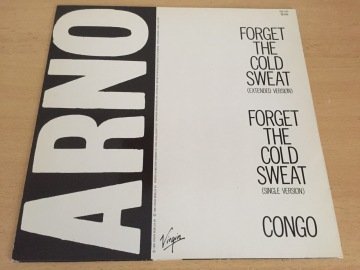 ARNO
FORGET
THE
COLD
SWEAT
(EXTENDED VERSION)
FORGET
THE
COLD
SWEAT
(SINGLE VERSION)
CONGO
Virgin